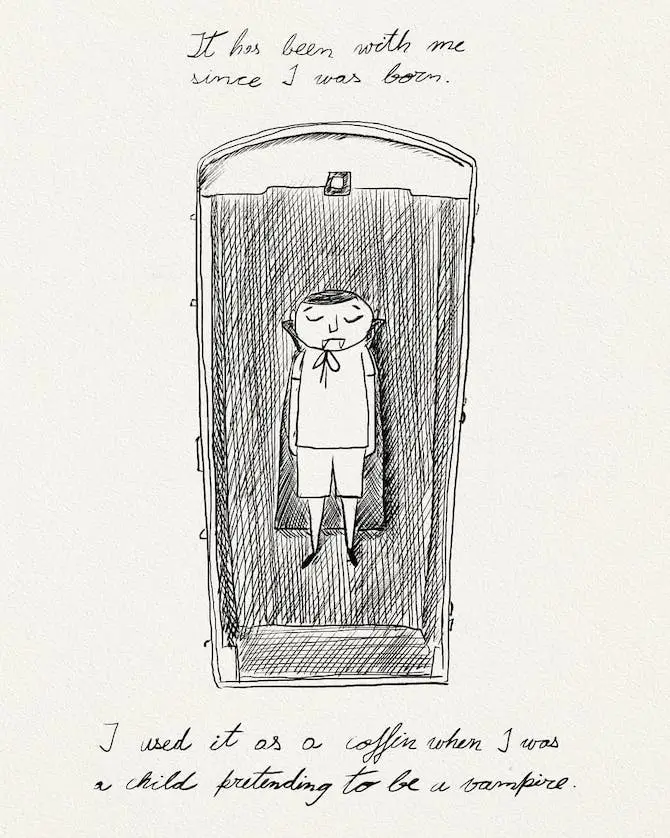 It has been with me
since I was born.
I used it as a coffin when I was
a child pretending to be a vampire.